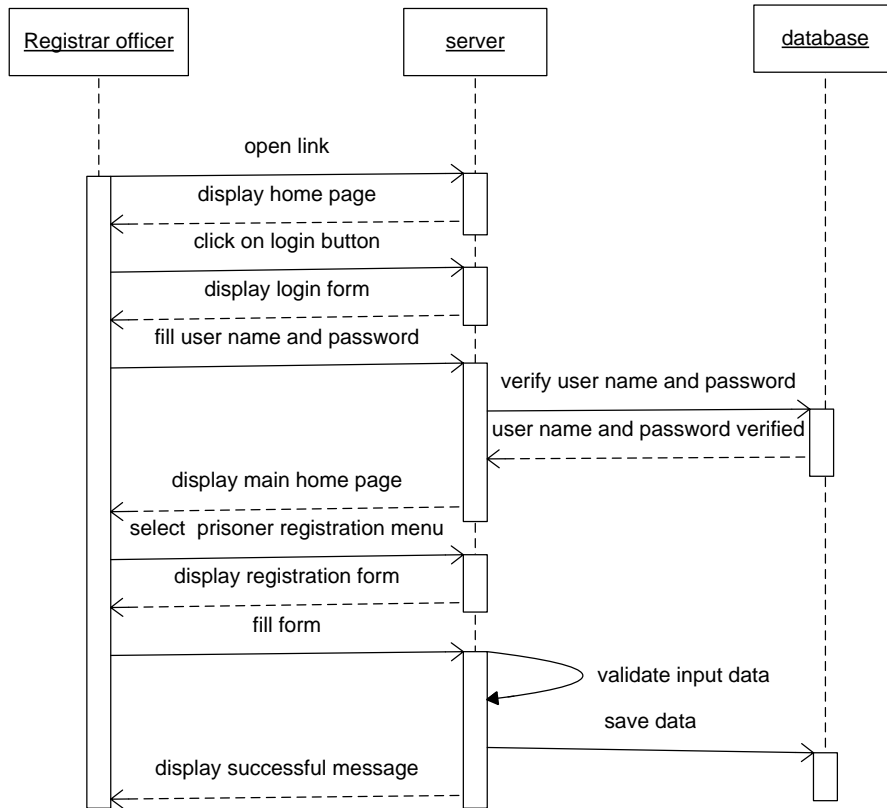 Registrar officer
server
database
open link
display home page
click on login button
display login form
fill user name and password
verify user name and password
user name and password verified
display main home page
select  prisoner registration menu
display registration form
fill form
validate input data
save data
display successful message